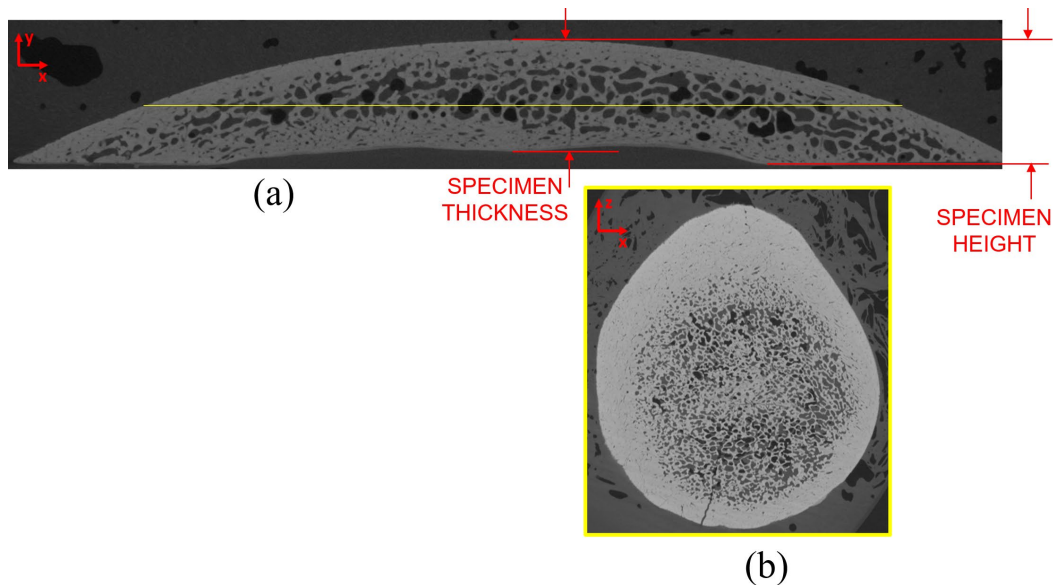 y
x
(a)
SPECIMEN
THICKNESS
SPECIMEN
HEIGHT
z
x
(b)